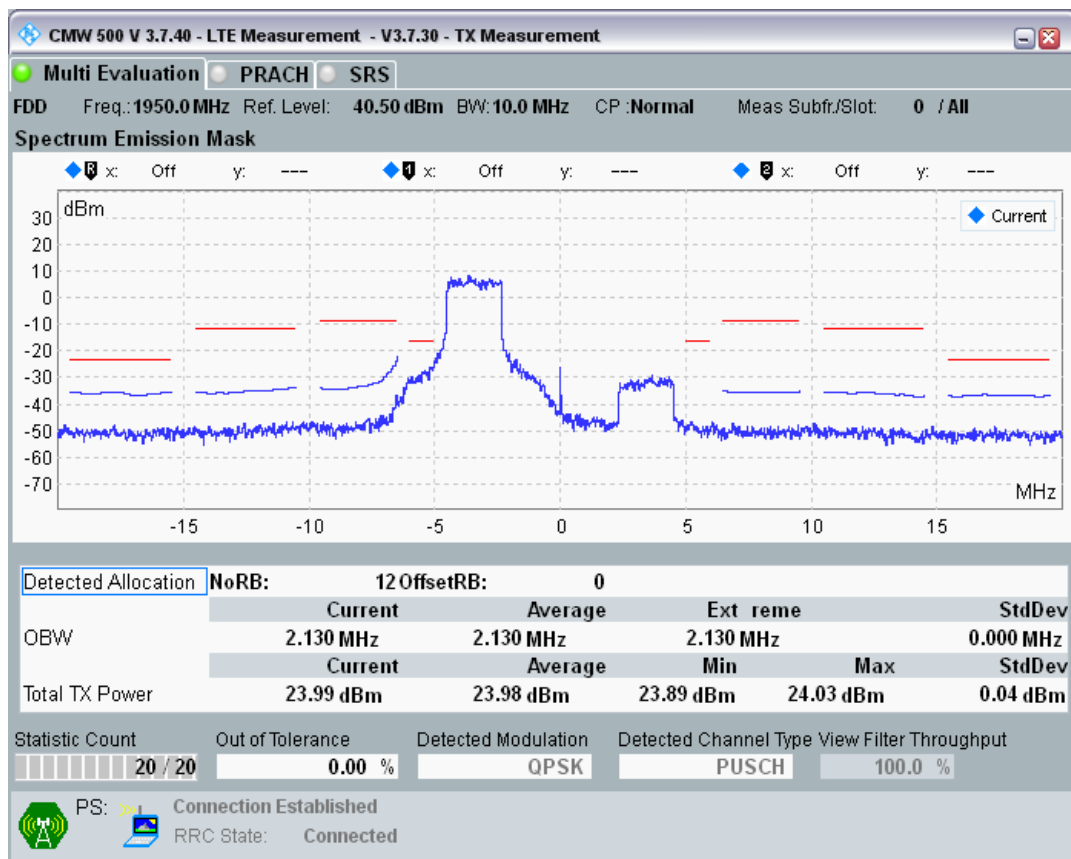 CMW 500 V 3.7.40 - LTE Measurement - V3.7.30 - TX Measurement
Multi Evaluation PRACH SRS
FDD Freq.: 1950.0 MHz Ref. Level: 40.50 dBm BW: 10.0 MHz CP :Normal Meas Subfr./Slot: 0 / All
Spectrum Emission Mask
R x: Off y: --- 1 x: Off y: --- 2 x: Off y: ---
dBm
Current
30
20
10
0
-10
-20
-30
-40
-50
-60
-70
MHz
-15 -10 -5 0 5 10 15
Detected Allocation NoRB: 12 OffsetRB: 0
Current Average Ext reme StdDev
OBW 2.130 MHz 2.130 MHz 2.130 MHz 0.000 MHz
Current Average Min Max StdDev
Total TX Power 23.99 dBm 23.98 dBm 23.89 dBm 24.03 dBm 0.04 dBm
Statistic Count Out of Tolerance Detected Modulation Detected Channel Type View Filter Throughput
20 / 20 0.00 % QPSK PUSCH 100.0 %
PS: Connection Established
RRC State: Connected